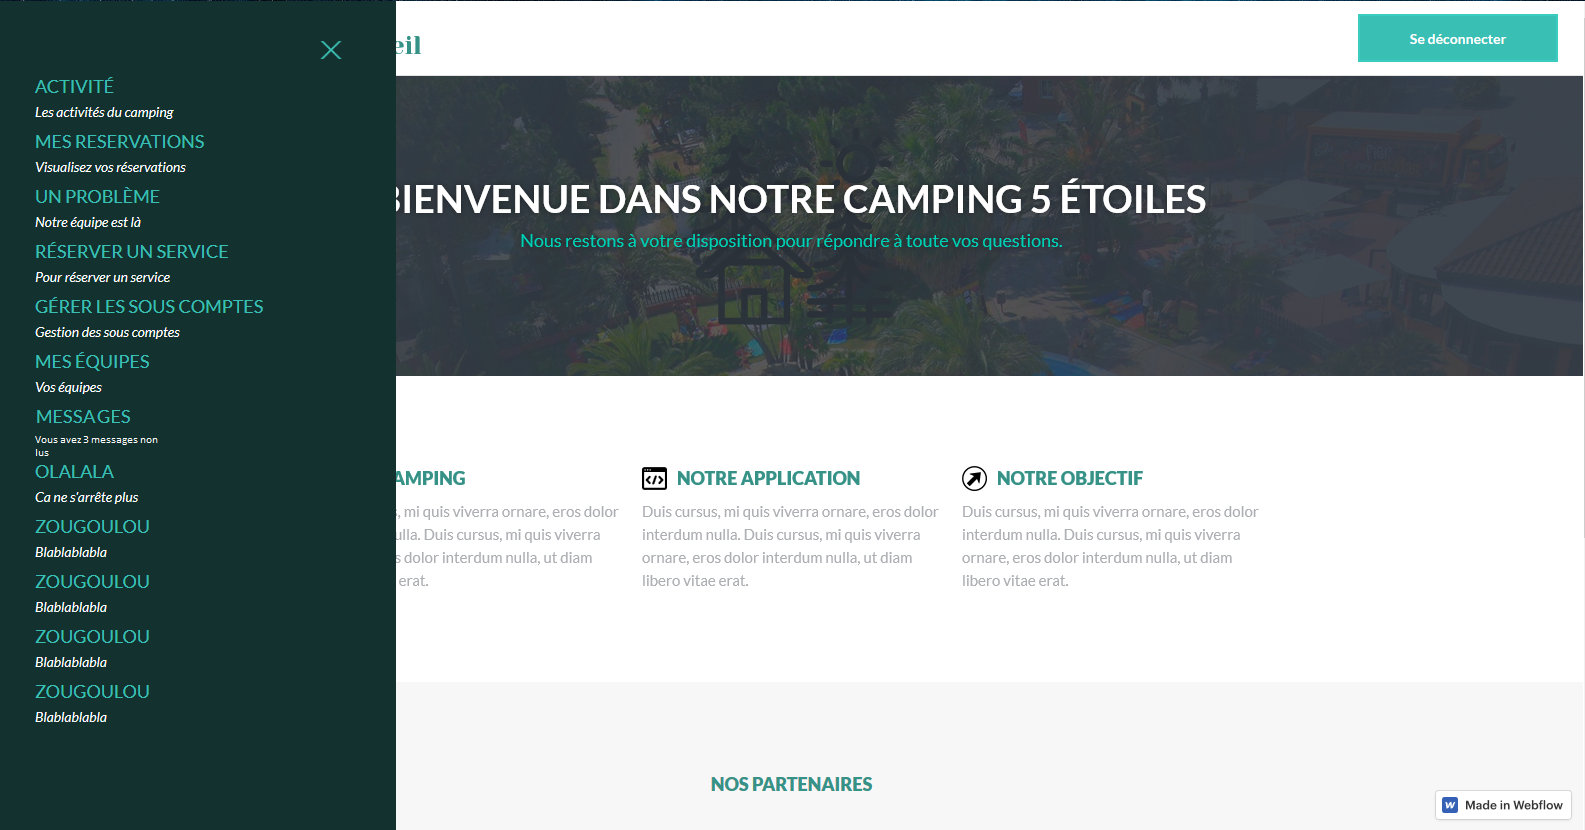 ACTIVITÉ
Les activités du camping
MES RESERVATIONS
Visualisez vos réservations
UN PROBLÈME
Notre équipe est là
RÉSERVER UN SERVICE
Pour réserver un service
GÉRER LES SOUS COMPTES
Gestion des sous comptes
MES ÉQUIPES
Vos équipes
MESSAGES
Vous avez 3 messages non
lus
OLALALA
Ca ne s'arrête plus
ZOUGOULOU
Blablablabla
ZOUGOULOU
Blablablabla
ZOUGOULOU
Blablablabla
ZOUGOULOU
Blablablabla
eil
Se déconnecter
BIENVENUE DANS NOTRE CAMPING 5 ÉTOILES
Nous restons à votre disposition pour répondre à toute vos questions.
AMPING
s, mi quis viverra ornare, eros dolor
ulla. Duis cursus, mi quis viverra
s dolor interdum nulla, ut diam
erat.
NOTRE APPLICATION
Duis cursus, mi quis viverra ornare, eros dolor
interdum nulla. Duis cursus, mi quis viverra
ornare, eros dolor interdum nulla, ut diam
libero vitae erat.
NOTRE OBJECTIF
Duis cursus, mi quis viverra ornare, eros dolor
interdum nulla. Duis cursus, mi quis viverra
ornare, eros dolor interdum nulla, ut diam
libero vitae erat.
NOS PARTENAIRES
Made in Webflow